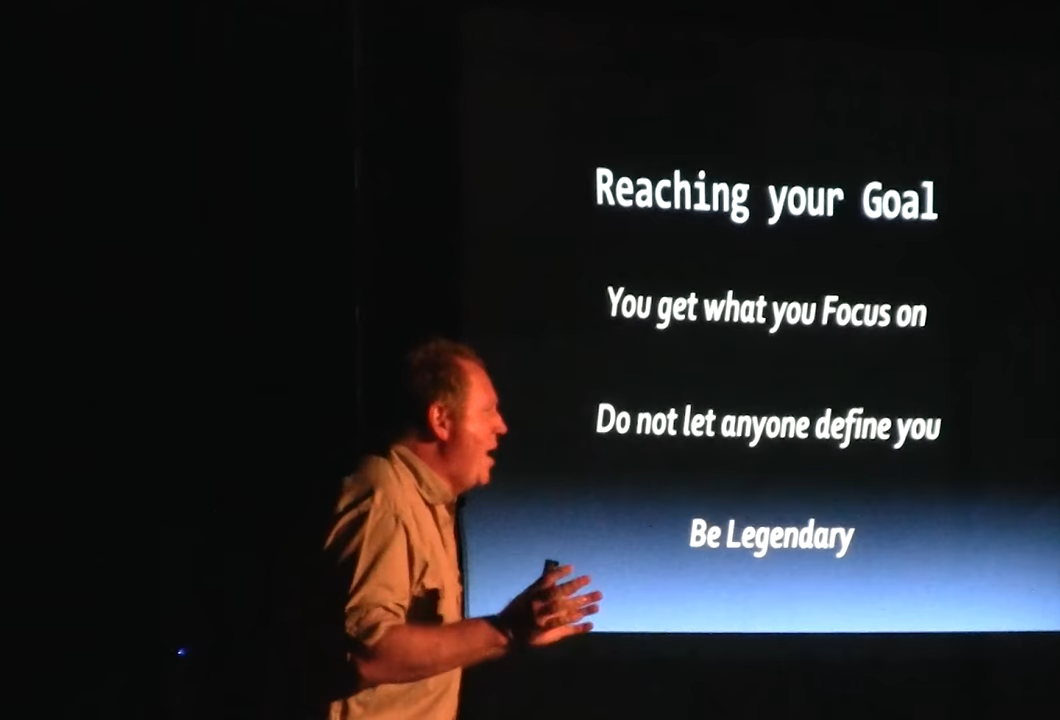 Reaching your Goal
You get what you Focus on
Do not let anyone define you
Be Legendary